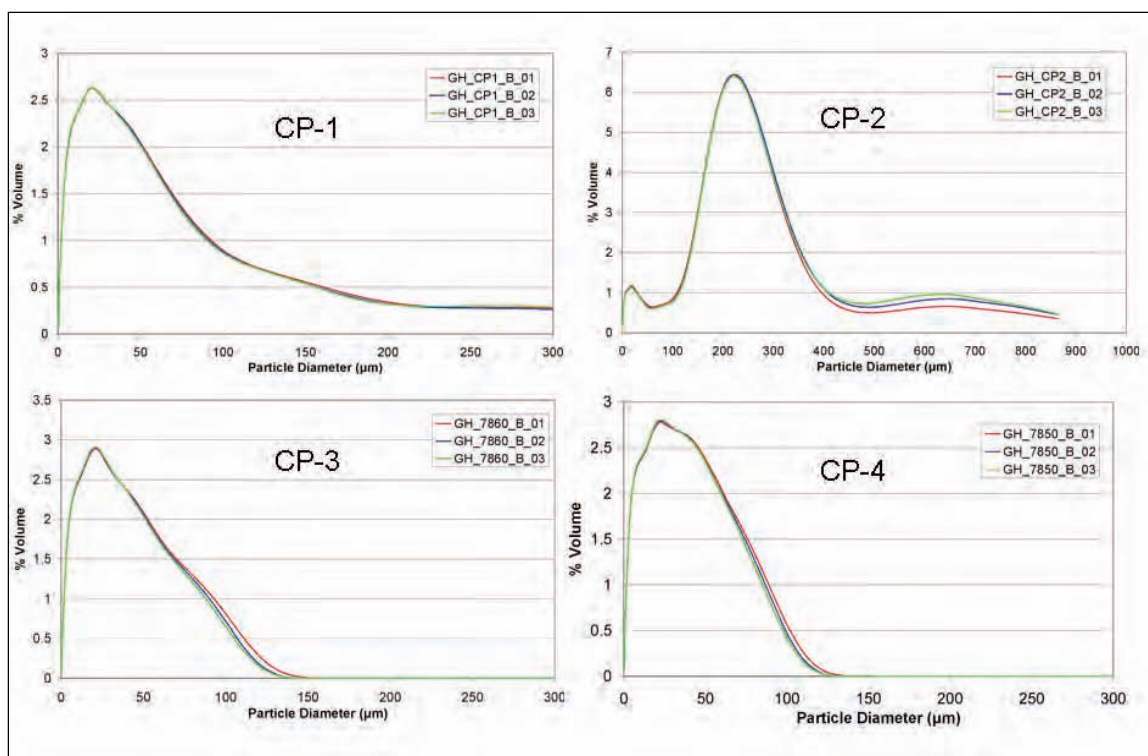 3
2.5
2
1.5
1
0.5
0
% Volume
CP-1
GH_CP1_B_01
GH_CP1_B_02
GH_CP1_B_03
0 50 100 150 200 250 300
Particle Diameter (µm)
7
6
5
4
3
2
1
0
% Volume
CP-2
GH_CP2_B_01
GH_CP2_B_02
GH_CP2_B_03
0 100 200 300 400 500 600 700 800 900 1000
Particle Diameter (µm)
3.5
3
2.5
2
1.5
1
0.5
0
% Volume
CP-3
GH_7860_B_01
GH_7860_B_02
GH_7860_B_03
0 50 100 150 200 250 300
Particle Diameter (µm)
3
2.5
2
1.5
1
0.5
0
% Volume
CP-4
GH_7850_B_01
GH_7850_B_02
GH_7850_B_03
0 50 100 150 200 250 300
Particle Diameter (µm)